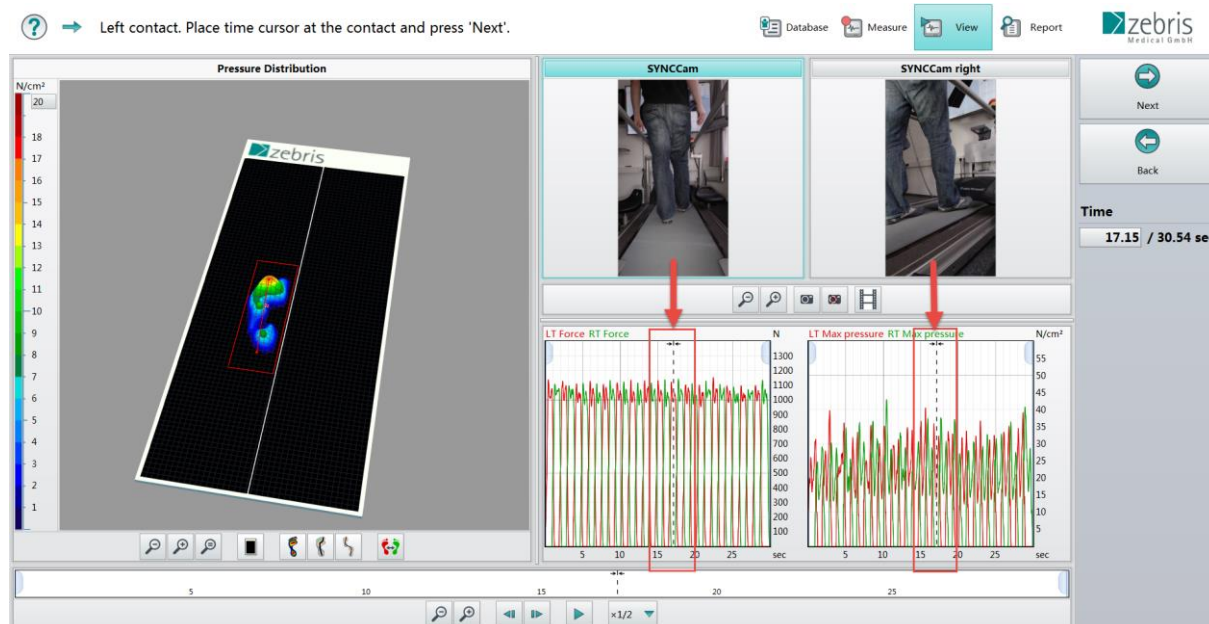 ? Left contact. Place time cursor at the contact and press 'Next'.
Database Measure View Report
zebris
Medical GmbH
Pressure Distribution
SYNCCam
SYNCCam right
Next
Back
Time
17.15 / 30.54 se
N/cm²
20
18
17
16
15
14
13
12
11
10
9
8
7
6
5
4
3
2
1
zebris
LT Force RT Force N
1300
1200
1100
1000
900
800
700
600
500
400
300
200
100
5 10 15 20 25 sec
LT Max pressure RT Max pressure N/cm²
55
50
45
40
35
30
25
20
15
10
5
5 10 15 20 25 sec
5 10 15 20 25
×1/2